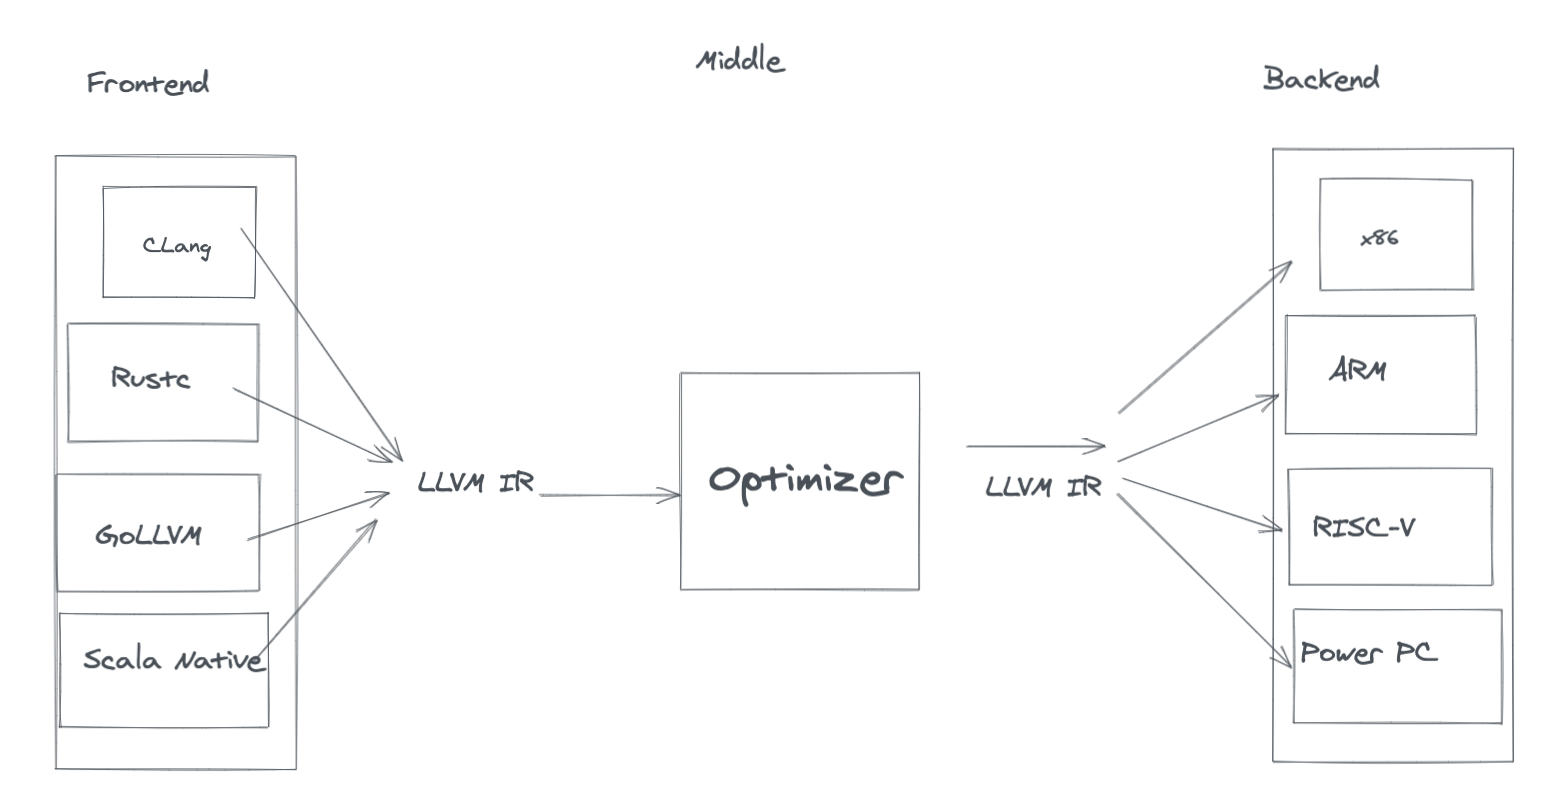 Frontend
Middle
Backend
CLang
Rustc
GoLLVM
Scala Native
LLVM IR
Optimizer
LLVM IR
x86
ARM
RISC-V
Power PC